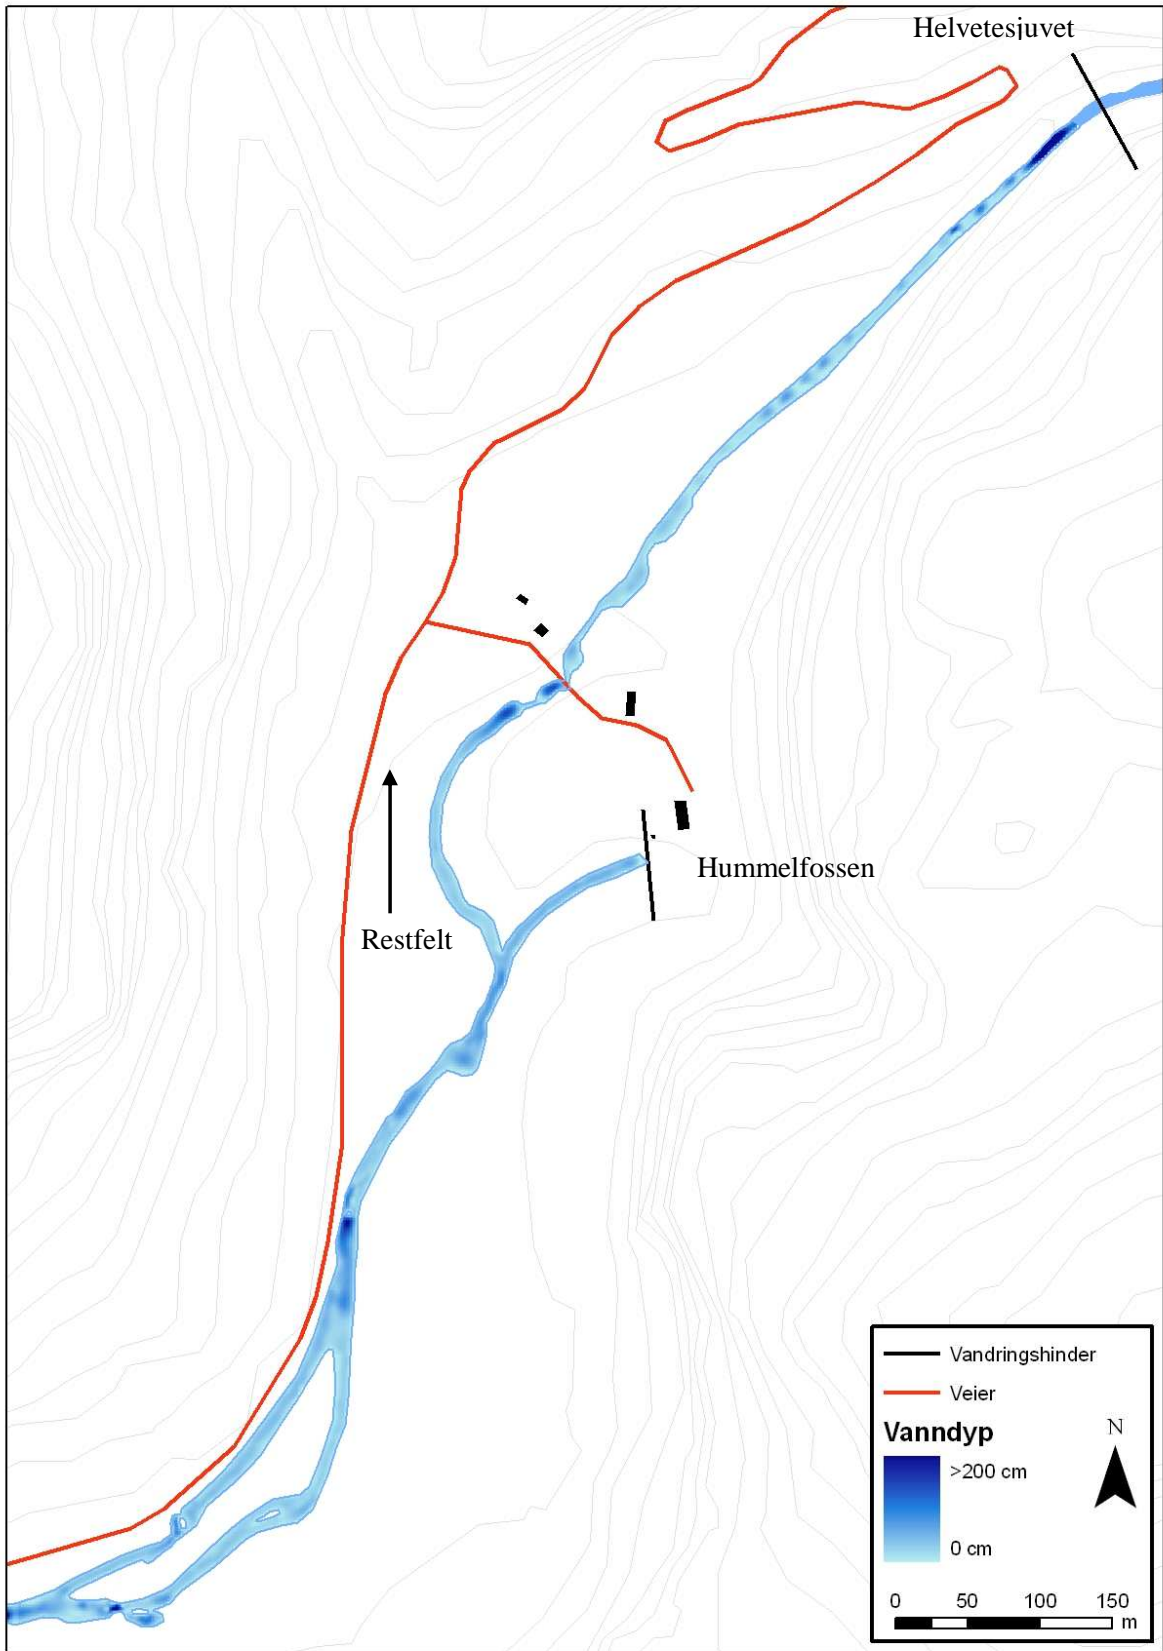 Helvetesjuvet
Hummelfossen
Restfelt
Vandringshinder
Veier
Vanndyp
>200 cm
0 cm
N
0 50 100 150
m